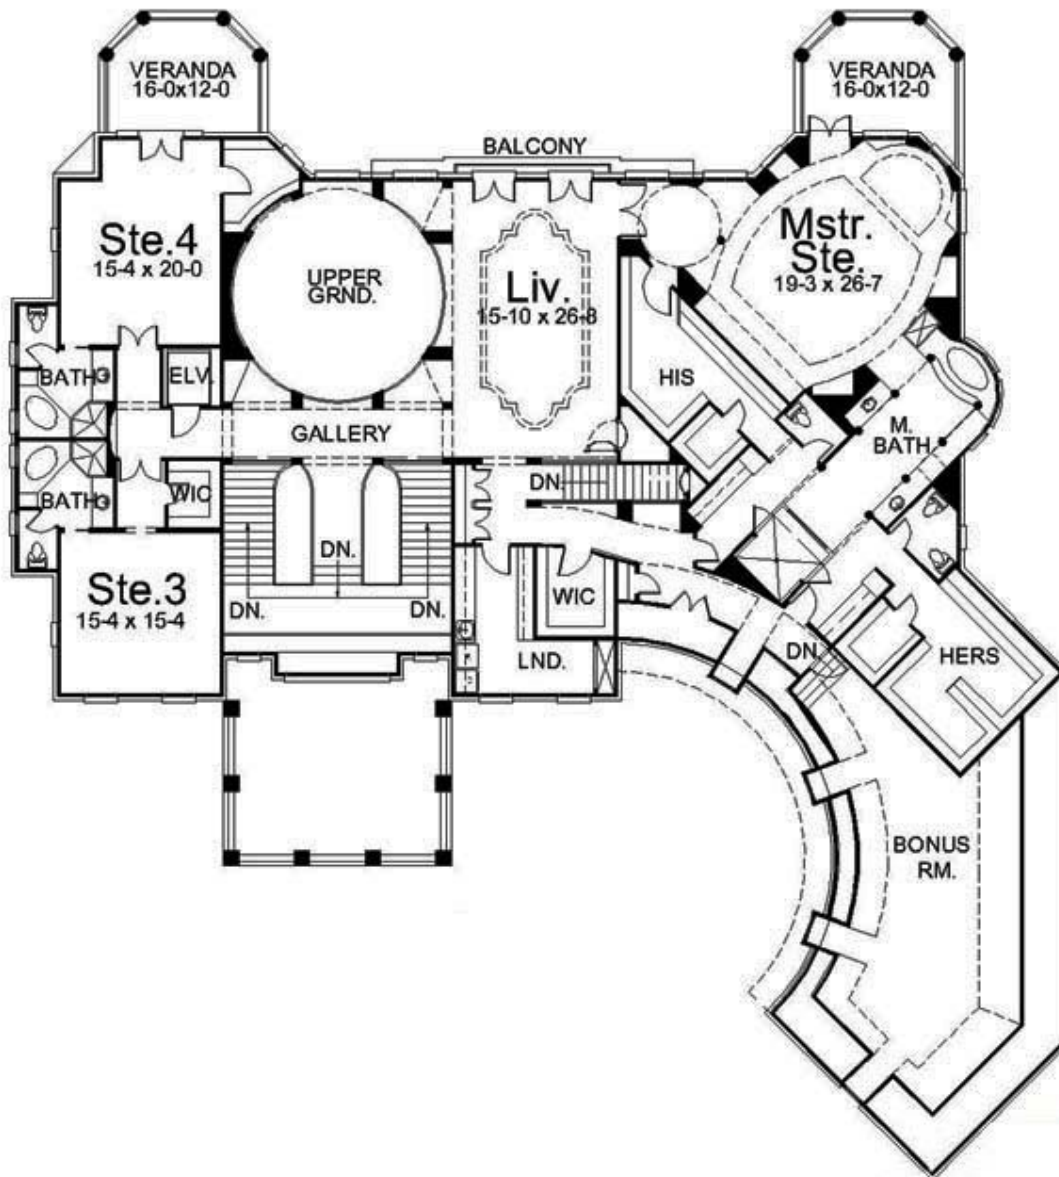 VERANDA
16-0x12-0
VERANDA
16-0x12-0
BALCONY
Ste.4
15-4 x 20-0
UPPER
GRND.
Liv.
15-10 x 26-8
Mstr.
Ste.
19-3 x 26-7
HIS
BATH
ELV.
GALLERY
M.
BATH
BATH
WIC
DN.
DN.
DN.
DN.
Ste.3
15-4 x 15-4
WIC
LND.
DN.
HERS
BONUS
RM.